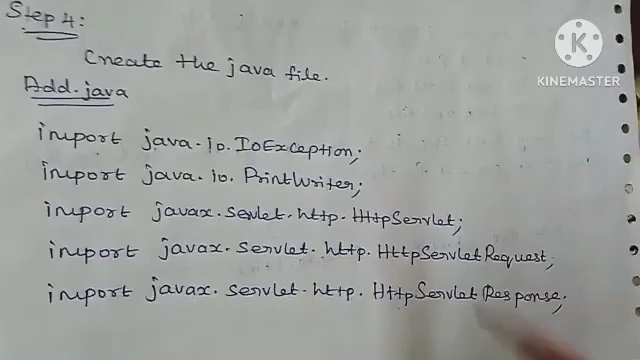 Step 4:
Create the java file.
Add.java
import java.io.IoException;
import java.io.PrintWriter;
import javax.servlet.http.HttpServlet;
import javax.servlet.http.HttpServletRequest;
import javax.servlet.http.HttpServletResponse;
K
KINEMASTER